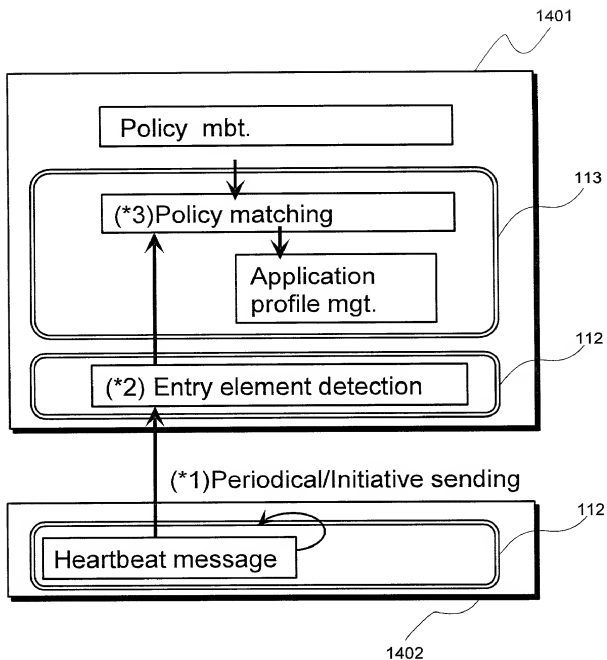 1401
Policy mbt.
113
(*3)Policy matching
Application
profile mgt.
112
(*2) Entry element detection
(*1)Periodical/Initiative sending
112
Heartbeat message
1402